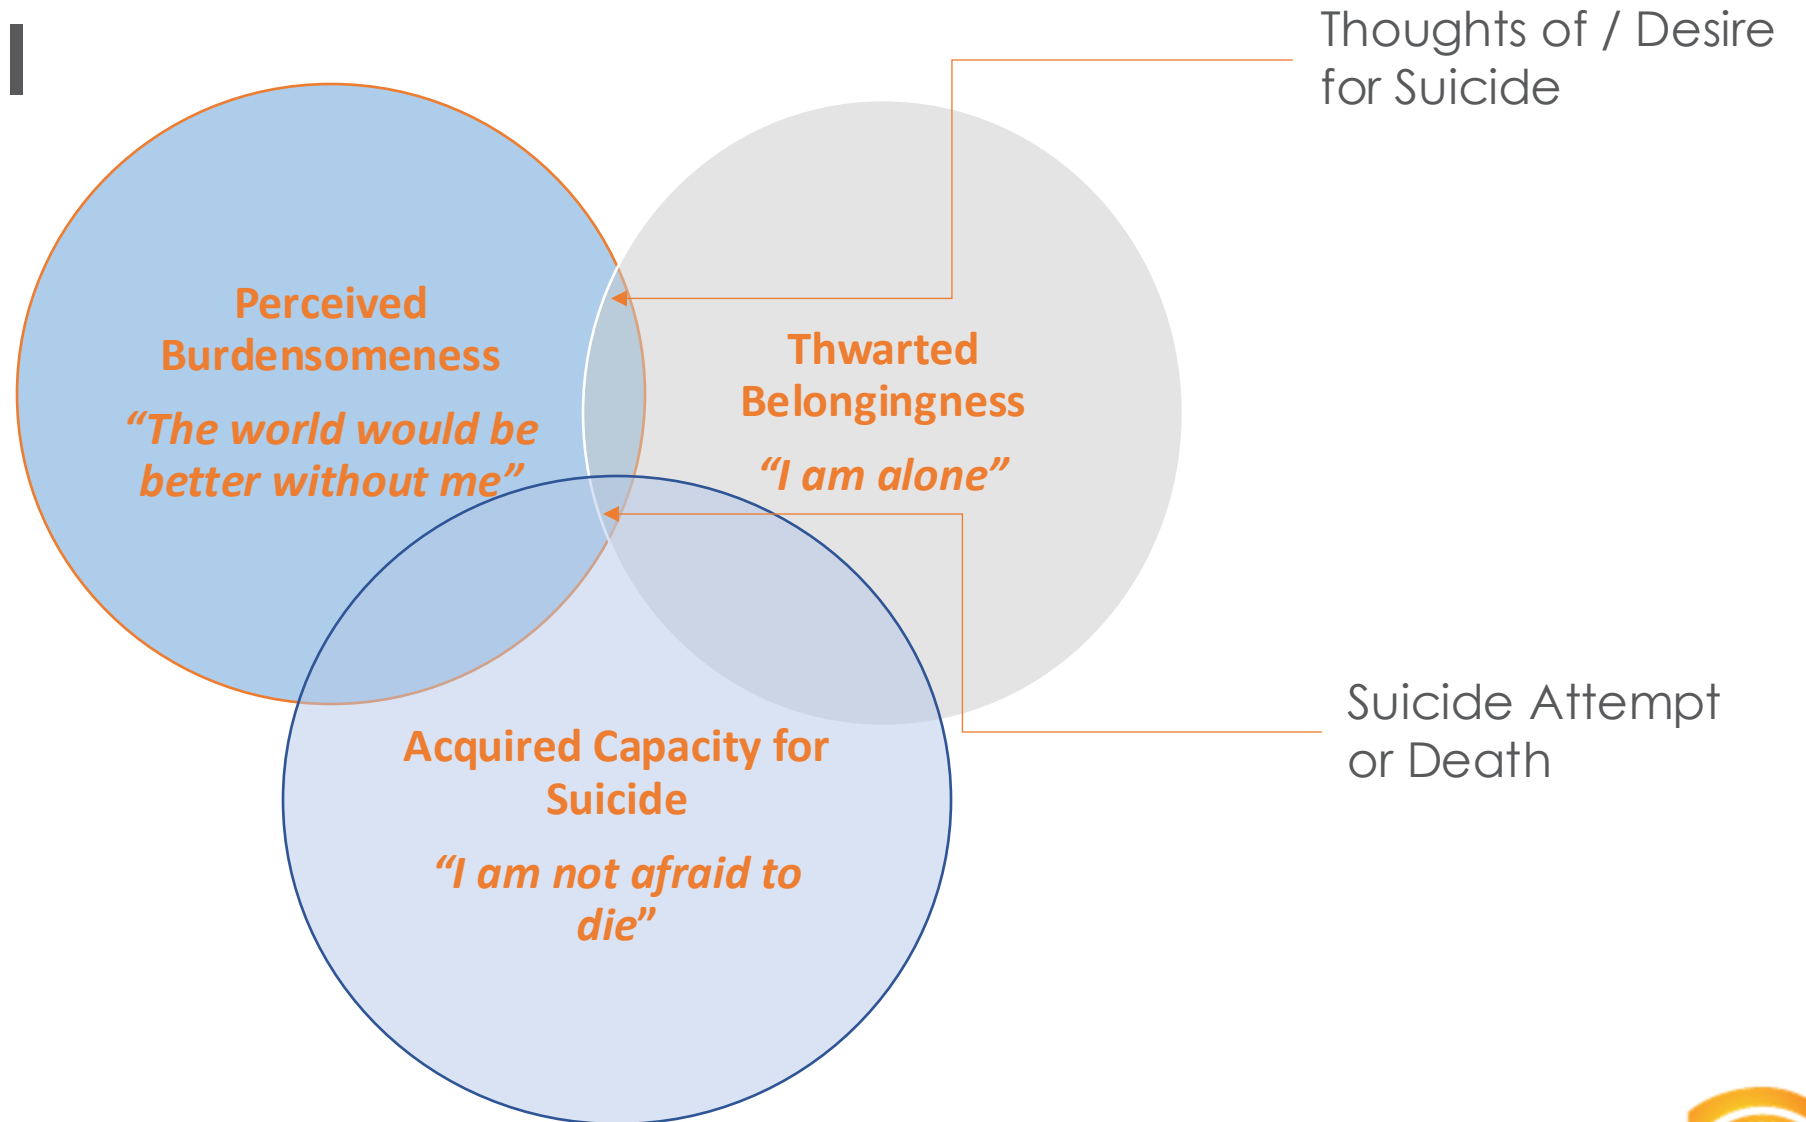 Thoughts of / Desire
for Suicide
Perceived
Burdensomeness
“The world would be
better without me”
Thwarted
Belongingness
“I am alone”
Acquired Capacity for
Suicide
“I am not afraid to
die”
Suicide Attempt
or Death